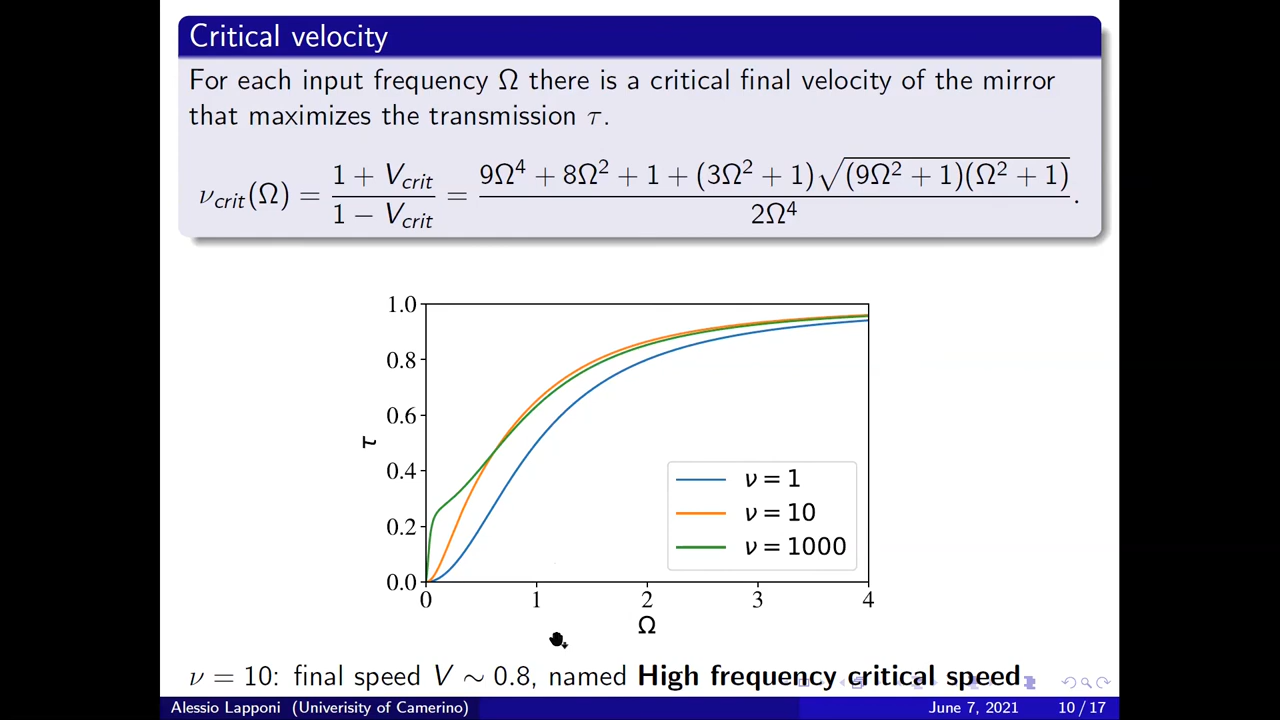 Critical velocity
For each input frequency Ω there is a critical final velocity of the mirror
that maximizes the transmission τ.
ν_crit(Ω) = (1 + V_crit)/(1 − V_crit) = (9Ω⁴ + 8Ω² + 1 + (3Ω² + 1)√((9Ω² + 1)(Ω² + 1)))/(2Ω⁴).
1.0
0.8
0.6
0.4
0.2
0.0
τ
ν = 1
ν = 10
ν = 1000
0 1 2 3 4
Ω
ν = 10: final speed V ∼ 0.8, named High frequency critical speed.
Alessio Lapponi (Univerisity of Camerino) June 7, 2021 10 / 17